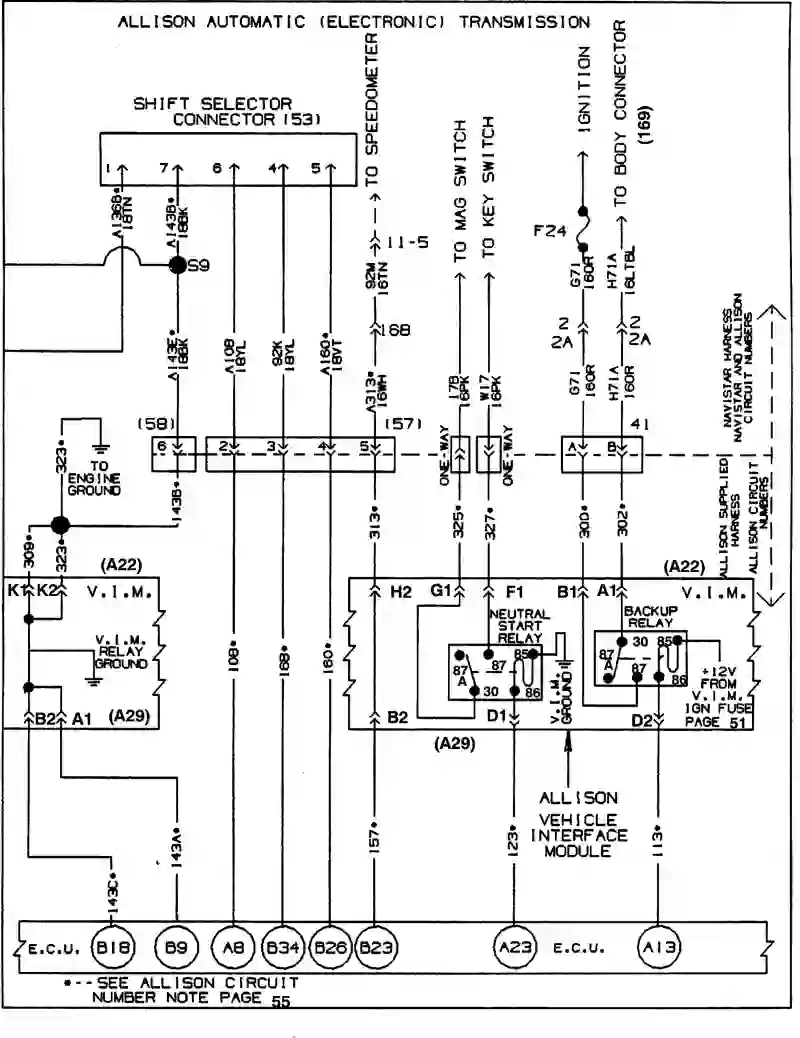 ALLISON AUTOMATIC (ELECTRONIC) TRANSMISSION
SHIFT SELECTOR
CONNECTOR (53)
1 7 6 4 5
TO SPEEDOMETER
TO MAG SWITCH
TO KEY SWITCH
IGNITION
TO BODY CONNECTOR
(169)
A136B*
18TN
A143B*
18BK
S9
11-5
92M
16TN
F24
G71
16OR
H71A
16LTBL
168
2
2A
2
2A
A143E*
18BK
A10B
18YL
92K
18YL
A160*
18VT
A313*
16WH
17B
16PK
W17
16PK
G71
16OR
H71A
16OR
NAVISTAR HARNESS
NAVISTAR AND ALLISON
CIRCUIT NUMBERS
(58)
(57)
41
6
2 3 4 5
ONE-WAY
ONE-WAY
A B
323*
TO
ENGINE
GROUND
143B*
313*
325*
327*
300*
302*
ALLISON SUPPLIED
HARNESS
ALLISON CIRCUIT
NUMBERS
309*
323*
(A22)
(A22)
K1 K2 V.I.M.
H2 G1 F1 B1 A1 V.I.M.
V.I.M.
RELAY
GROUND
NEUTRAL
START
RELAY
87
A
87
85
30
86
V.I.M.
GROUND
BACKUP
RELAY
30
85
87
A
87
86
+12V
FROM
V.I.M.
IGN FUSE
PAGE 51
10B*
16B*
160*
B2 A1 (A29)
B2 D1 D2
(A29)
ALLISON
VEHICLE
INTERFACE
MODULE
143C*
143A*
157*
123*
113*
E.C.U. B18 B9 A8 B34 B26 B23 A23 E.C.U. A13
*--SEE ALLISON CIRCUIT
NUMBER NOTE PAGE 55